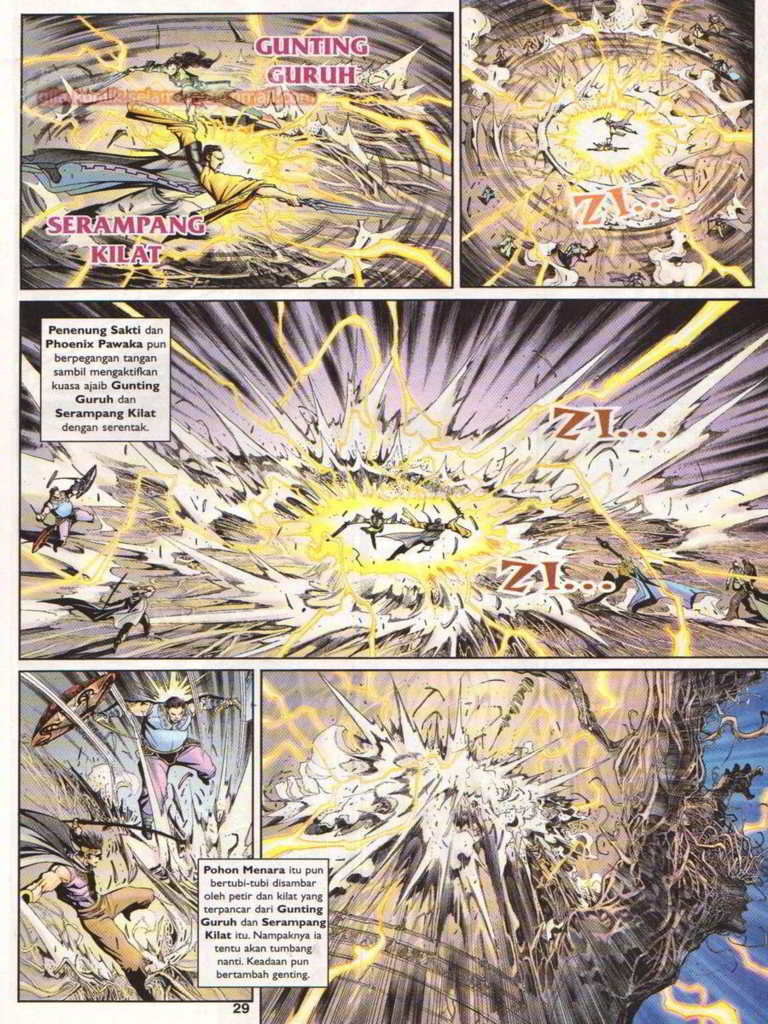 GUNTING
GURUH
SERAMPANG
KILAT
ZI...
Penenung Sakti dan
Phoenix Pawaka pun
berpegangan tangan
sambil mengaktifkan
kuasa ajaib Gunting
Guruh dan
Serampang Kilat
dengan serentak.
ZI...
ZI...
Pohon Menara itu pun
bertubi-tubi disambar
oleh petir dan kilat yang
terpancar dari Gunting
Guruh dan Serampang
Kilat itu. Nampaknya ia
tentu akan tumbang
nanti. Keadaan pun
bertambah genting.
29